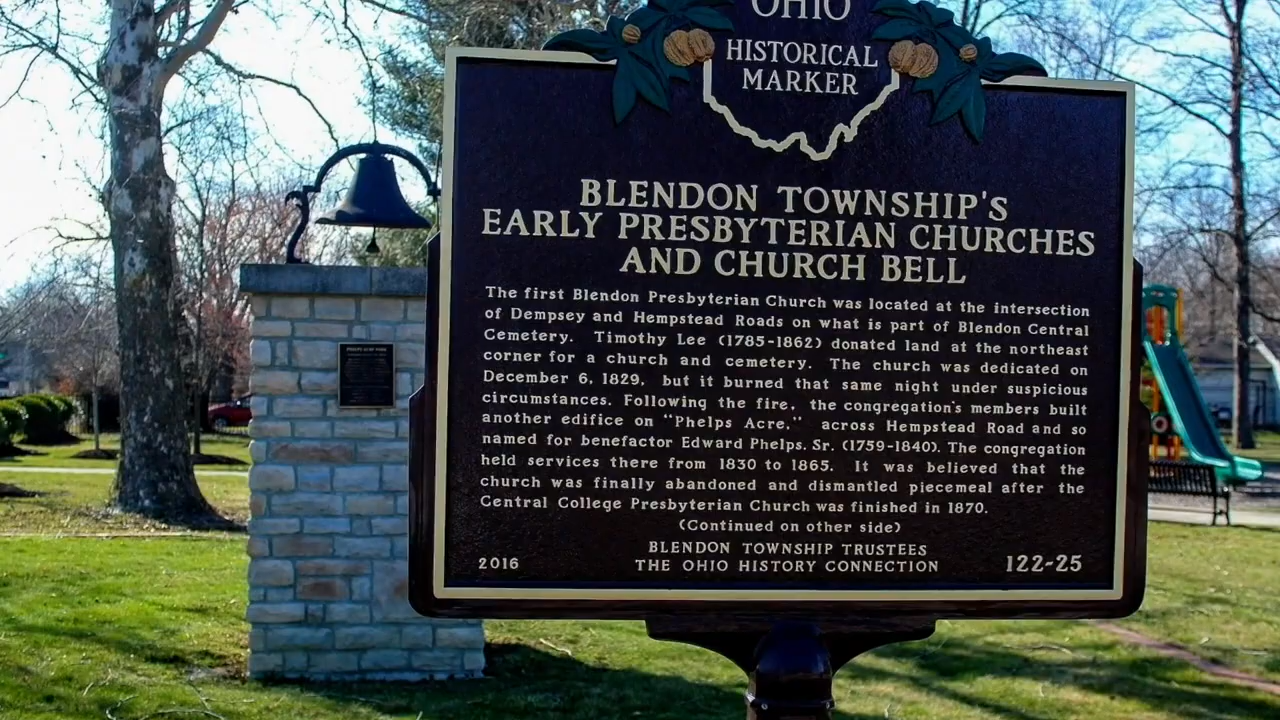 OHIO
HISTORICAL
MARKER
BLENDON TOWNSHIP'S
EARLY PRESBYTERIAN CHURCHES
AND CHURCH BELL
The first Blendon Presbyterian Church was located at the intersection
of Dempsey and Hempstead Roads on what is part of Blendon Central
Cemetery. Timothy Lee (1785-1862) donated land at the northeast
corner for a church and cemetery. The church was dedicated on
December 6, 1829, but it burned that same night under suspicious
circumstances. Following the fire, the congregation's members built
another edifice on "Phelps Acre," across Hempstead Road and so
named for benefactor Edward Phelps, Sr. (1759-1840). The congregation
held services there from 1830 to 1865. It was believed that the
church was finally abandoned and dismantled piecemeal after the
Central College Presbyterian Church was finished in 1870.
(Continued on other side)
BLENDON TOWNSHIP TRUSTEES
2016 THE OHIO HISTORY CONNECTION 122-25